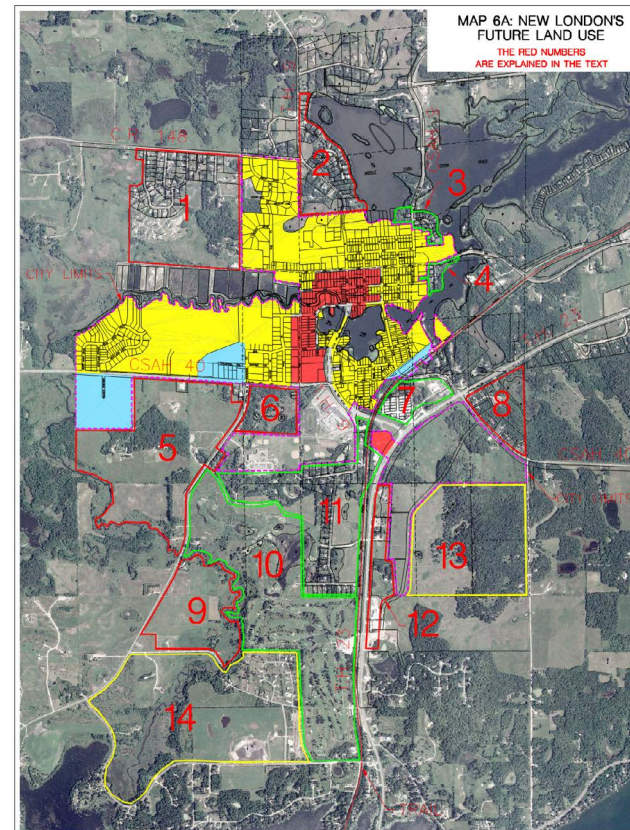 MAP 6A: NEW LONDON'S
FUTURE LAND USE
THE RED NUMBERS
ARE EXPLAINED IN THE TEXT
2
3
1
CITY LIMITS
4
CSAH 40
8
7
6
5
11
13
10
9
12
14
TRAIL